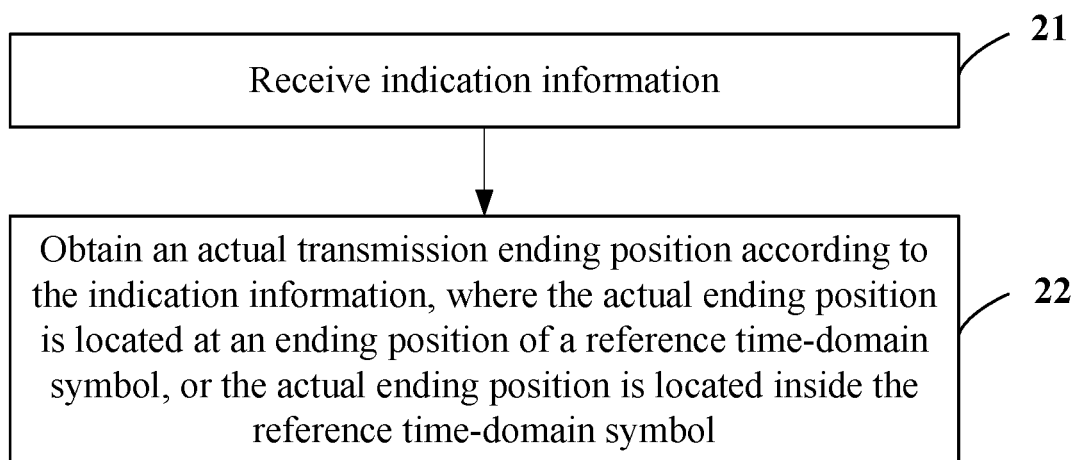 21
Receive indication information
Obtain an actual transmission ending position according to
the indication information, where the actual ending position
is located at an ending position of a reference time-domain
symbol, or the actual ending position is located inside the
reference time-domain symbol
22